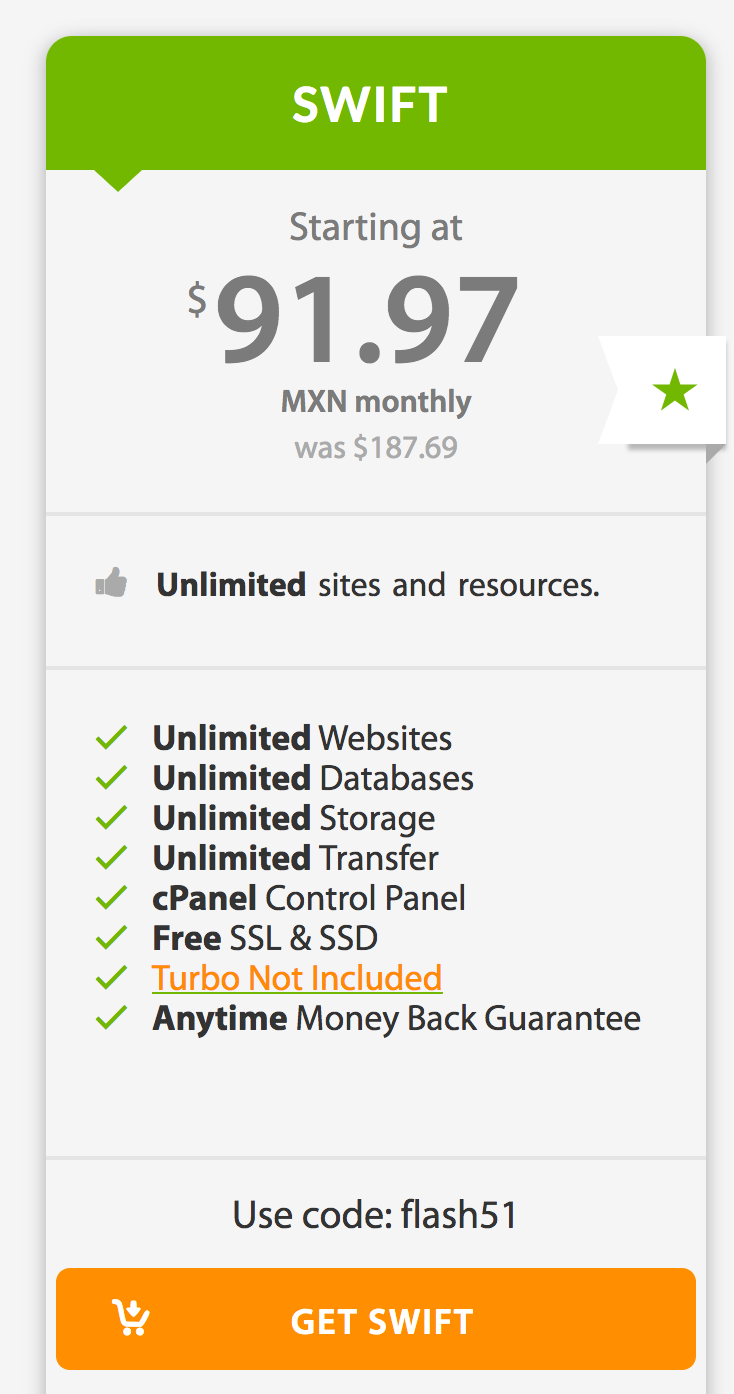 SWIFT
Starting at
$91.97
MXN monthly
was $187.69
Unlimited sites and resources.
Unlimited Websites
Unlimited Databases
Unlimited Storage
Unlimited Transfer
cPanel Control Panel
Free SSL & SSD
Turbo Not Included
Anytime Money Back Guarantee
Use code: flash51
GET SWIFT